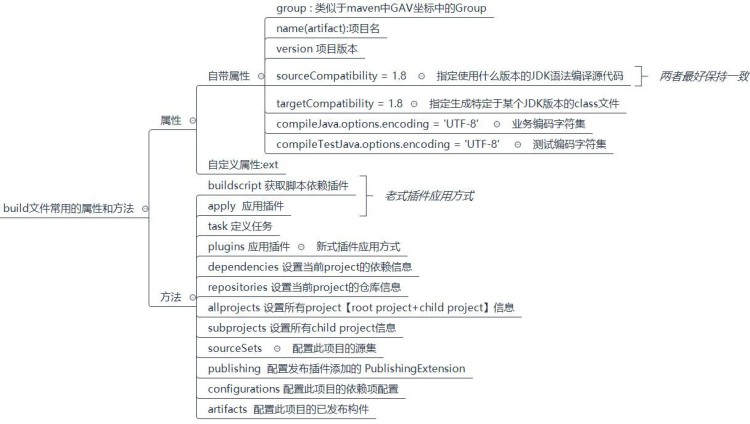 build文件常用的属性和方法
属性
自带属性
group : 类似于maven中GAV坐标中的Group
name(artifact):项目名
version 项目版本
sourceCompatibility = 1.8 指定使用什么版本的JDK语法编译源代码
两者最好保持一致
targetCompatibility = 1.8 指定生成特定于某个JDK版本的class文件
compileJava.options.encoding = 'UTF-8' 业务编码字符集
compileTestJava.options.encoding = 'UTF-8' 测试编码字符集
自定义属性:ext
方法
buildscript 获取脚本依赖插件
apply 应用插件
老式插件应用方式
task 定义任务
plugins 应用插件 新式插件应用方式
dependencies 设置当前project的依赖信息
repositories 设置当前project的仓库信息
allprojects 设置所有project【root project+child project】信息
subprojects 设置所有child project信息
sourceSets 配置此项目的源集
publishing 配置发布插件添加的 PublishingExtension
configurations 配置此项目的依赖项配置
artifacts 配置此项目的已发布构件